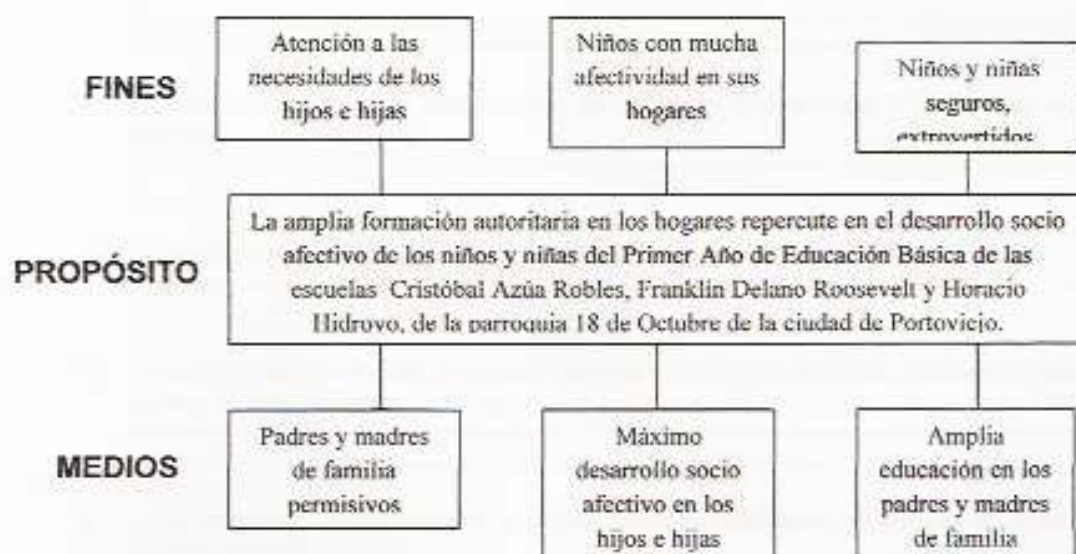 FINES
Atención a las
necesidades de los
hijos e hijas
Niños con mucha
afectividad en sus
hogares
Niños y niñas
seguros,
extrovertidos
PROPÓSITO
La amplia formación autoritaria en los hogares repercute en el desarrollo socio
afectivo de los niños y niñas del Primer Año de Educación Básica de las
escuelas Cristóbal Azúa Robles, Franklin Delano Roosevelt y Horacio
Hidrovo, de la parroquia 18 de Octubre de la ciudad de Portoviejo.
MEDIOS
Padres y madres
de familia
permisivos
Máximo
desarrollo socio
afectivo en los
hijos e hijas
Amplia
educación en los
padres y madres
de familia